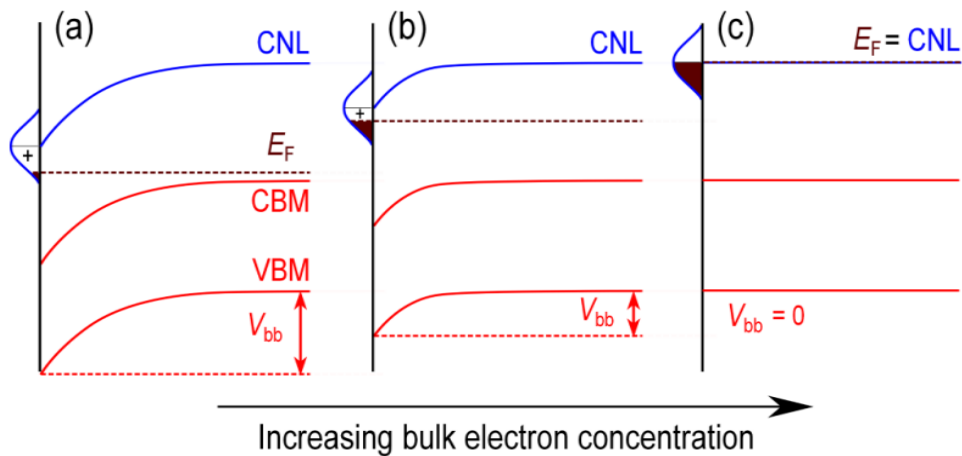 (a)
CNL
+
E_F
CBM
VBM
V_bb
(b)
CNL
+
V_bb
(c)
E_F = CNL
V_bb = 0
Increasing bulk electron concentration